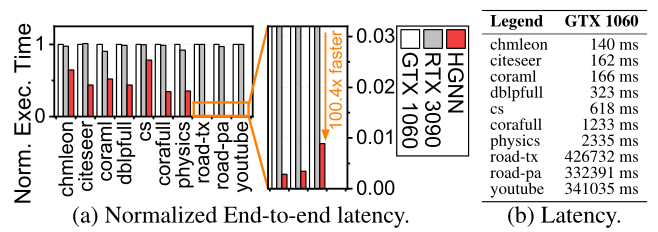 Norm. Exec. Time
1
0
chmleon
citeseer
coraml
dblpfull
cs
corafull
physics
road-tx
road-pa
youtube
100.4x faster
0.03
0.02
0.01
0.00
GTX 1060
RTX 3090
HGNN
(a) Normalized End-to-end latency.
Legend GTX 1060
chmleon 140 ms
citeseer 162 ms
coraml 166 ms
dblpfull 323 ms
cs 618 ms
corafull 1233 ms
physics 2335 ms
road-tx 426732 ms
road-pa 332391 ms
youtube 341035 ms
(b) Latency.